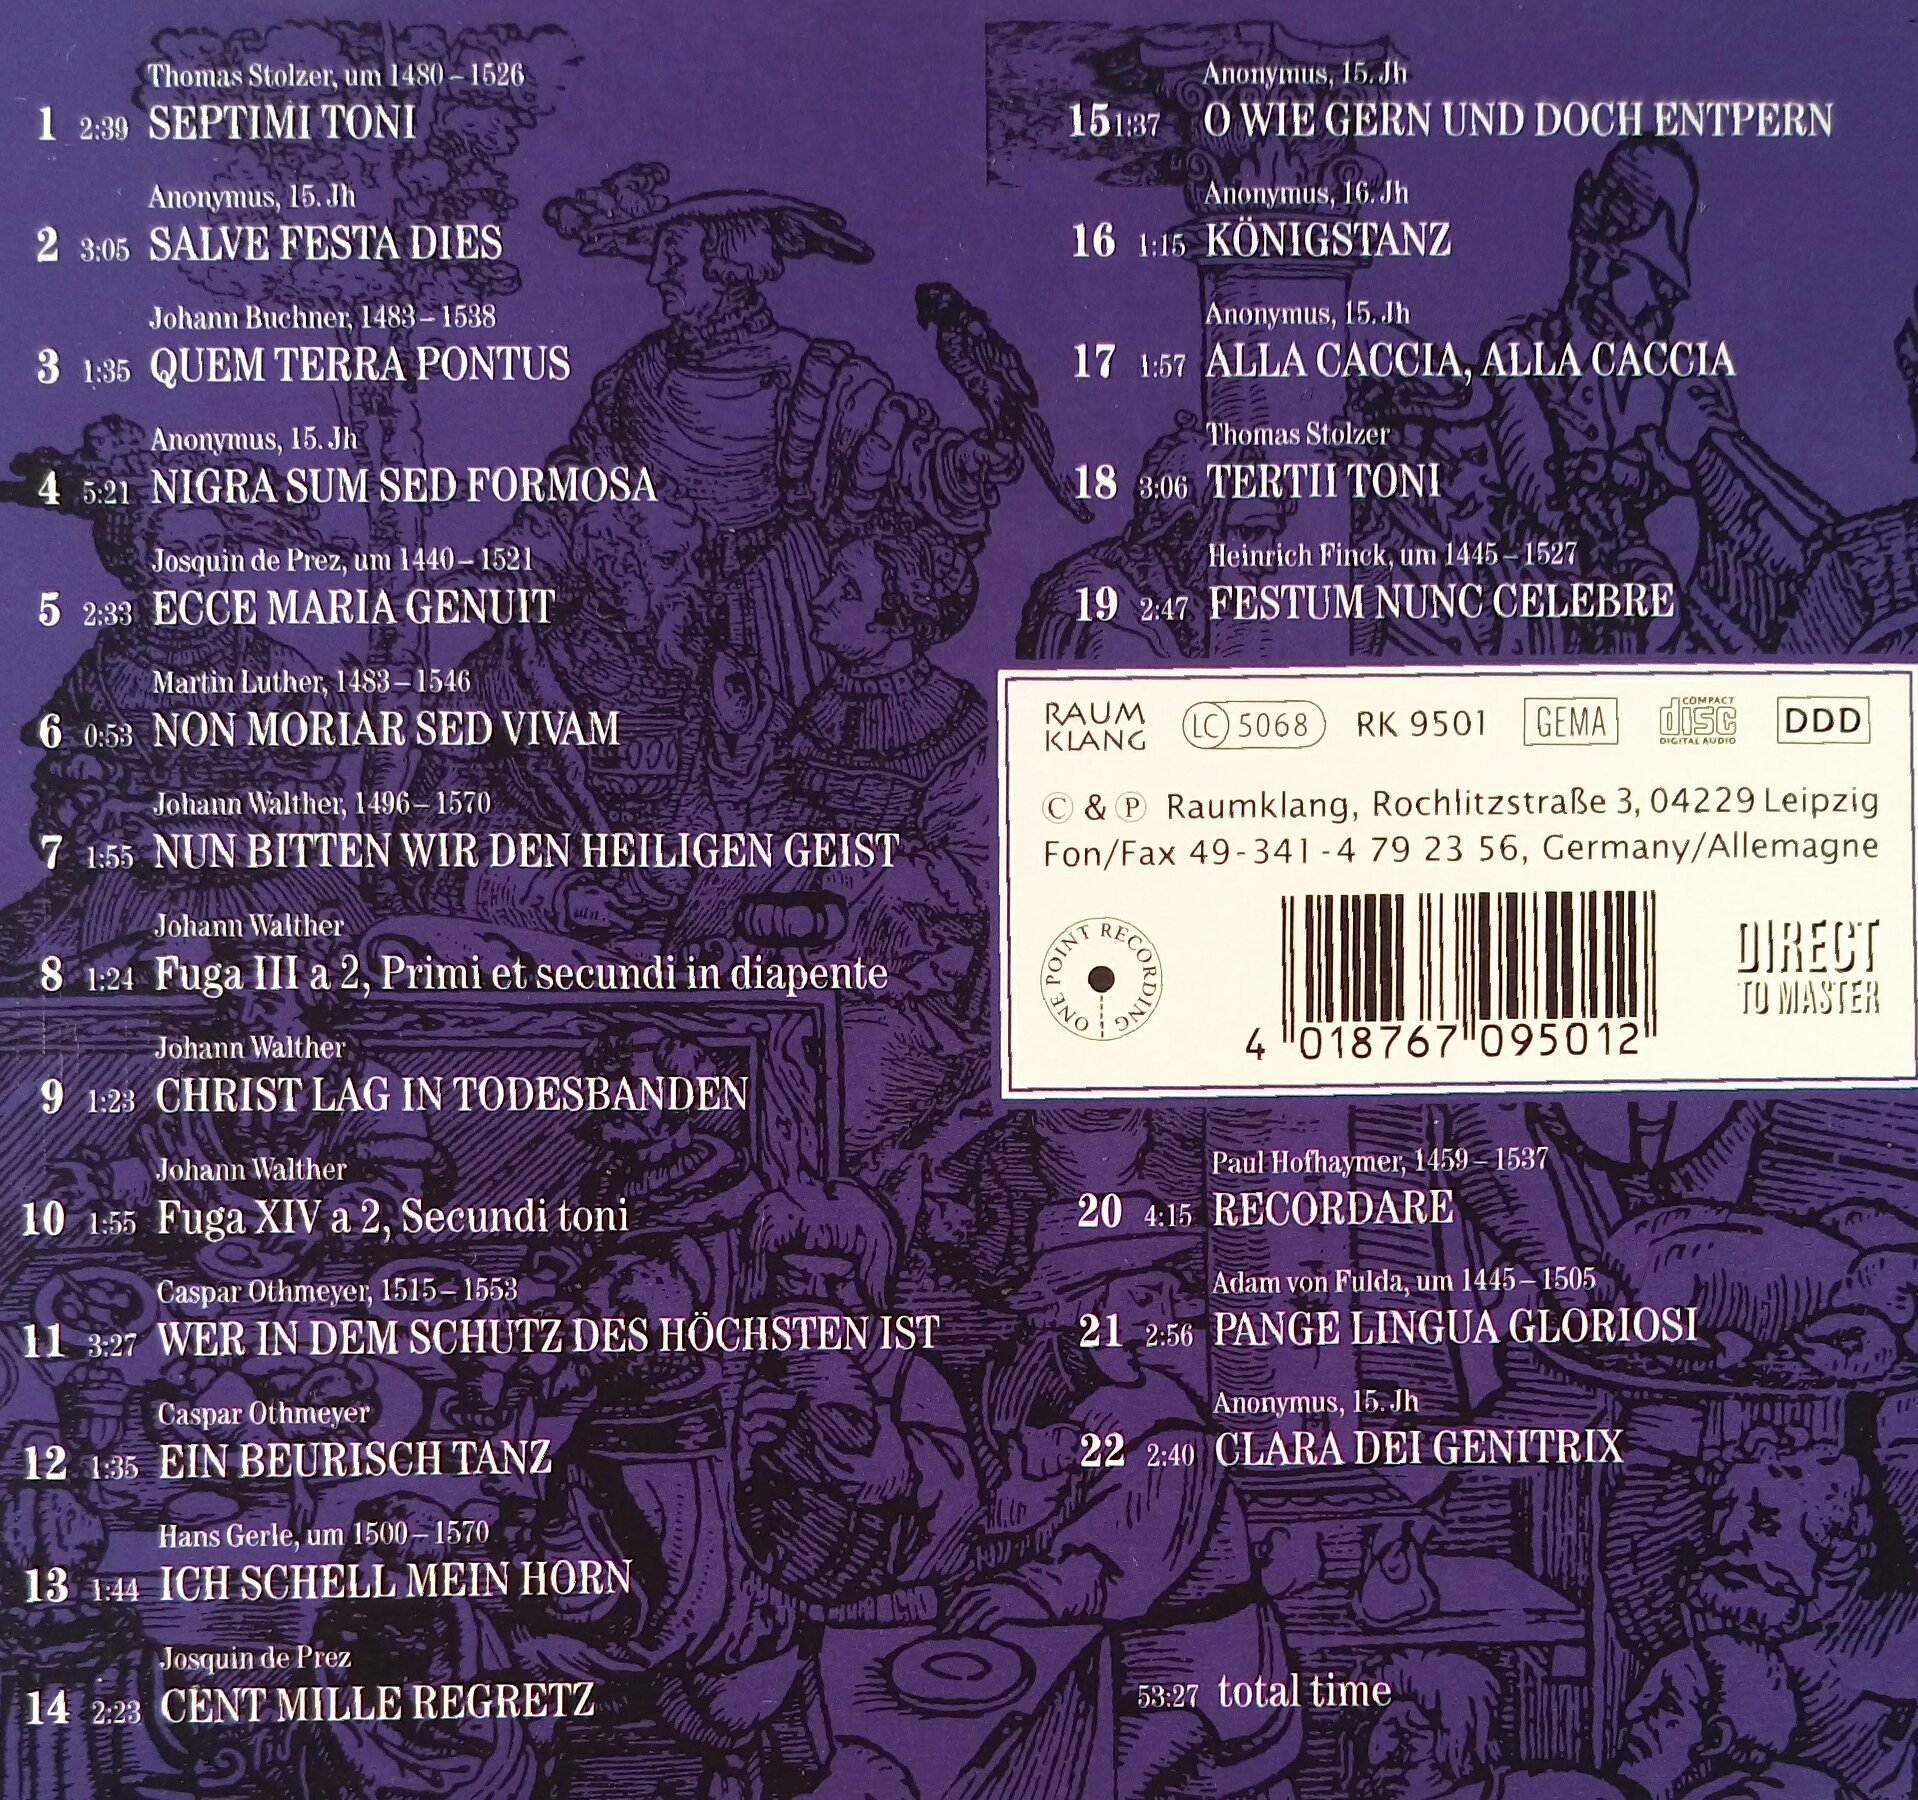 Thomas Stolzer, um 1480 – 1526
1 2:39 SEPTIMI TONI
Anonymus, 15. Jh
2 3:05 SALVE FESTA DIES
Johann Buchner, 1483 – 1538
3 1:35 QUEM TERRA PONTUS
Anonymus, 15. Jh
4 5:21 NIGRA SUM SED FORMOSA
Josquin de Prez, um 1440 – 1521
5 2:33 ECCE MARIA GENUIT
Martin Luther, 1483 – 1546
6 0:53 NON MORIAR SED VIVAM
Johann Walther, 1496 – 1570
7 1:55 NUN BITTEN WIR DEN HEILIGEN GEIST
Johann Walther
8 1:24 Fuga III a 2, Primi et secundi in diapente
Johann Walther
9 1:23 CHRIST LAG IN TODESBANDEN
Johann Walther
10 1:55 Fuga XIV a 2, Secundi toni
Caspar Othmeyer, 1515 – 1553
11 3:27 WER IN DEM SCHUTZ DES HÖCHSTEN IST
Caspar Othmeyer
12 1:35 EIN BEURISCH TANZ
Hans Gerle, um 1500 – 1570
13 1:44 ICH SCHELL MEIN HORN
Josquin de Prez
14 2:23 CENT MILLE REGRETZ
Anonymus, 15. Jh
15 1:37 O WIE GERN UND DOCH ENTPERN
Anonymus, 16. Jh
16 1:15 KÖNIGSTANZ
Anonymus, 15. Jh
17 1:57 ALLA CACCIA, ALLA CACCIA
Thomas Stolzer
18 3:06 TERTII TONI
Heinrich Finck, um 1445 – 1527
19 2:47 FESTUM NUNC CELEBRE
RAUM KLANG LC 5068 RK 9501 GEMA COMPACT disc DIGITAL AUDIO DDD
© & ℗ Raumklang, Rochlitzstraße 3, 04229 Leipzig
Fon/Fax 49-341-4 79 23 56, Germany/Allemagne
ONE POINT RECORDING
4 018767 095012
DIRECT
TO MASTER
Paul Hofhaymer, 1459 – 1537
20 4:15 RECORDARE
Adam von Fulda, um 1445 – 1505
21 2:56 PANGE LINGUA GLORIOSI
Anonymus, 15. Jh
22 2:40 CLARA DEI GENITRIX
53:27 total time